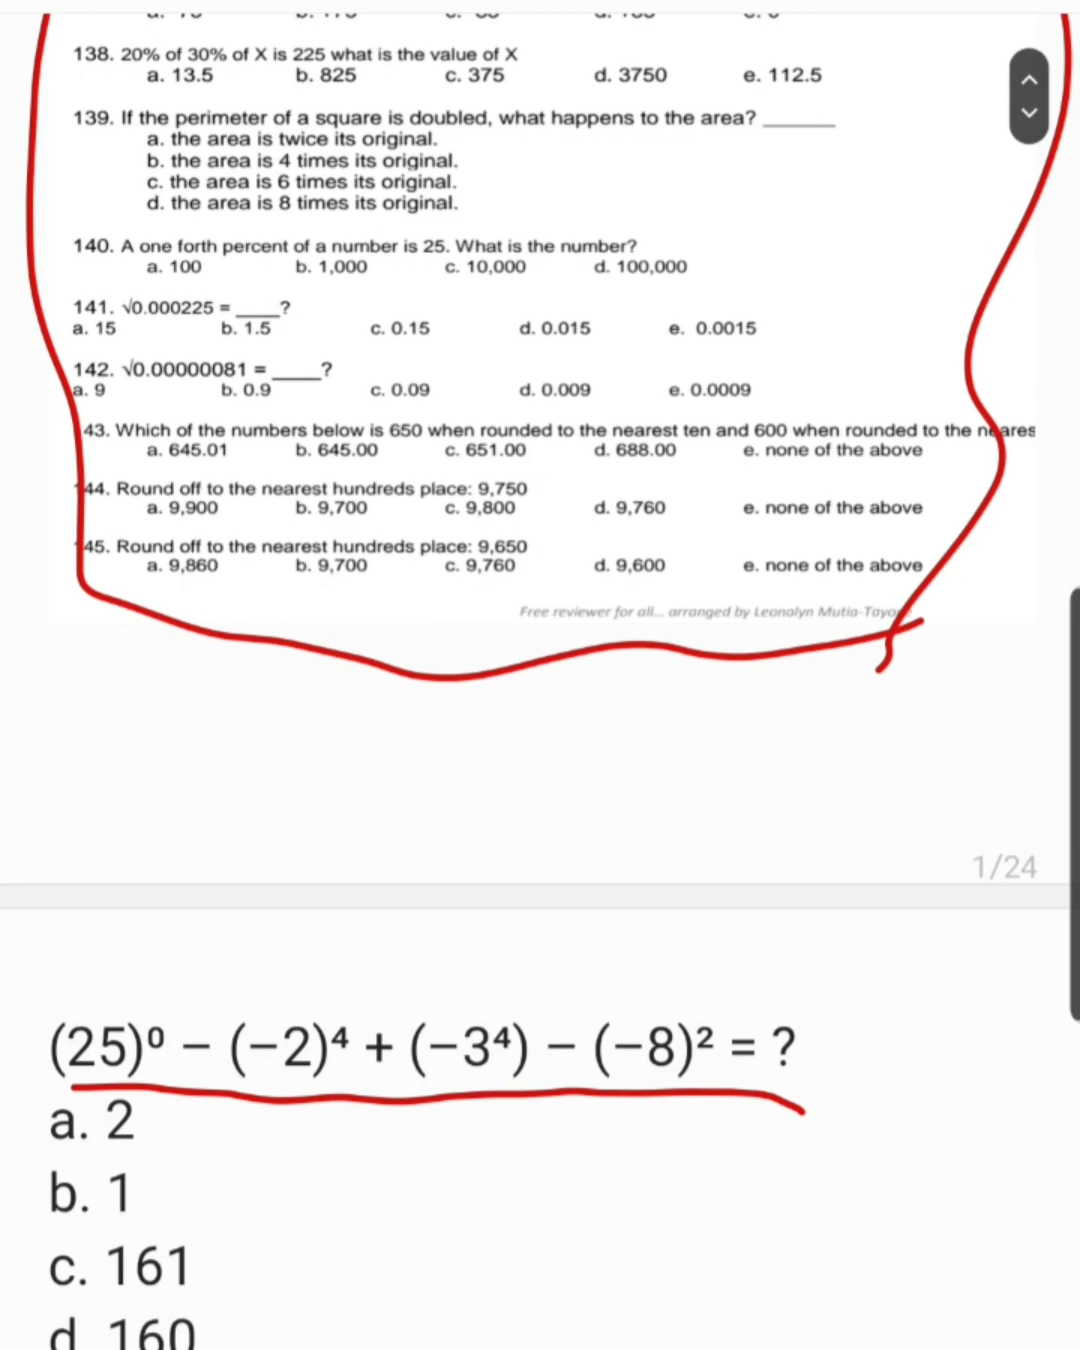 138. 20% of 30% of X is 225 what is the value of X
a. 13.5 b. 825 c. 375 d. 3750 e. 112.5
139. If the perimeter of a square is doubled, what happens to the area? ______
a. the area is twice its original.
b. the area is 4 times its original.
c. the area is 6 times its original.
d. the area is 8 times its original.
140. A one forth percent of a number is 25. What is the number?
a. 100 b. 1,000 c. 10,000 d. 100,000
141. √0.000225 = ____?
a. 15 b. 1.5 c. 0.15 d. 0.015 e. 0.0015
142. √0.00000081 = ____?
a. 9 b. 0.9 c. 0.09 d. 0.009 e. 0.0009
43. Which of the numbers below is 650 when rounded to the nearest ten and 600 when rounded to the neares
a. 645.01 b. 645.00 c. 651.00 d. 688.00 e. none of the above
144. Round off to the nearest hundreds place: 9,750
a. 9,900 b. 9,700 c. 9,800 d. 9,760 e. none of the above
145. Round off to the nearest hundreds place: 9,650
a. 9,860 b. 9,700 c. 9,760 d. 9,600 e. none of the above
Free reviewer for all... arranged by Leonalyn
1/24
(25)⁰ – (–2)⁴ + (–3⁴) – (–8)² = ?
a. 2
b. 1
c. 161
d. 160